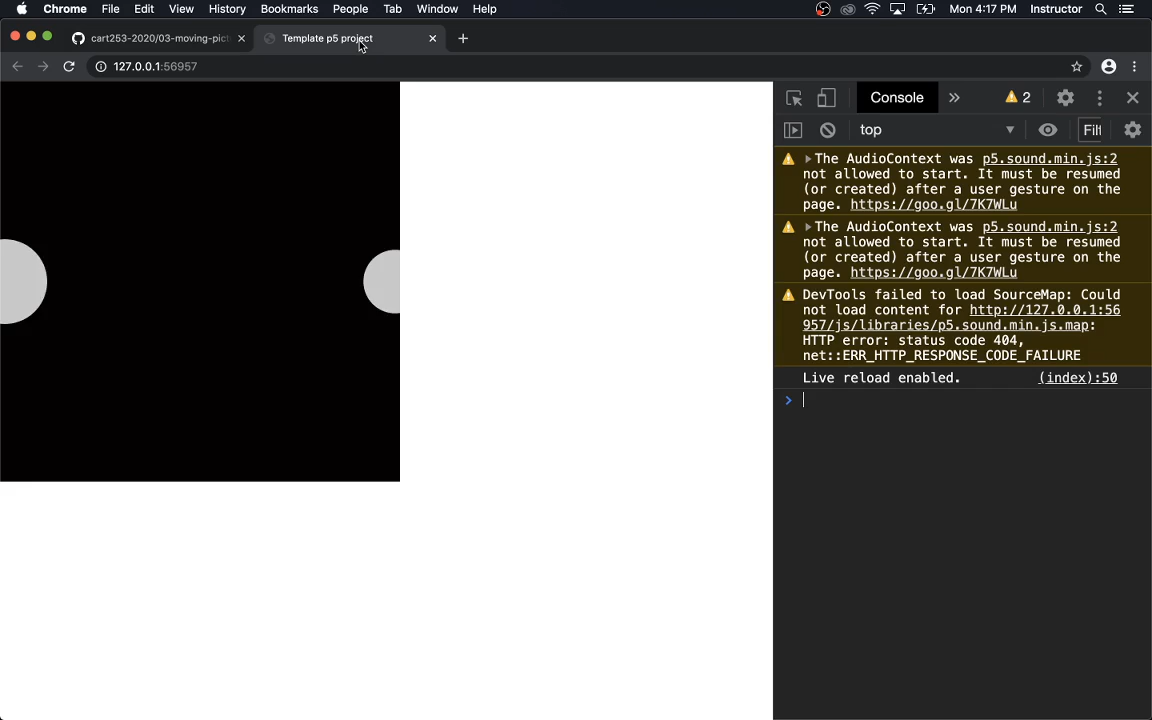 Chrome File Edit View History Bookmarks People Tab Window Help Mon 4:17 PM Instructor
cart253-2020/03-moving-pict Template p5 project
127.0.0.1:56957
Console 2
top Filt
The AudioContext was p5.sound.min.js:2
not allowed to start. It must be resumed
(or created) after a user gesture on the
page. https://goo.gl/7K7WLu
The AudioContext was p5.sound.min.js:2
not allowed to start. It must be resumed
(or created) after a user gesture on the
page. https://goo.gl/7K7WLu
DevTools failed to load SourceMap: Could
not load content for http://127.0.0.1:56
957/js/libraries/p5.sound.min.js.map:
HTTP error: status code 404,
net::ERR_HTTP_RESPONSE_CODE_FAILURE
Live reload enabled. (index):50